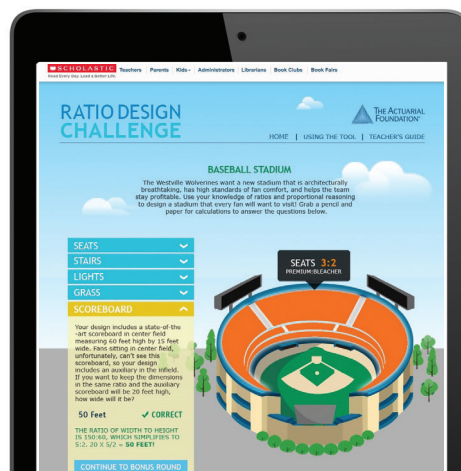 SCHOLASTIC Teachers Parents Kids Administrators Librarians Book Clubs Book Fairs
Read Every Day. Lead a Better Life.
RATIO DESIGN
CHALLENGE
THE ACTUARIAL
FOUNDATION
HOME | USING THE TOOL | TEACHER'S GUIDE
BASEBALL STADIUM
The Westville Wolverines want a new stadium that is architecturally
breathtaking, has high standards of fan comfort, and helps the team
stay profitable. Use your knowledge of ratios and proportional reasoning
to design a stadium that every fan will want to visit! Grab a pencil and
paper for calculations to answer the questions below.
SEATS
STAIRS
LIGHTS
GRASS
SCOREBOARD
Your design includes a state-of-the
-art scoreboard in center field
measuring 60 feet high by 15 feet
wide. Fans sitting in center field,
unfortunately, can't see this
scoreboard, so your design
includes an auxiliary in the infield.
If you want to keep the dimensions
in the same ratio and the auxiliary
scoreboard will be 20 feet high,
how wide will it be?
50 Feet ✓ CORRECT
THE RATIO OF WIDTH TO HEIGHT
IS 150:60, WHICH SIMPLIFIES TO
5:2. 20 X 5/2 = 50 FEET!
CONTINUE TO BONUS ROUND
SEATS 3:2
PREMIUM:BLEACHER